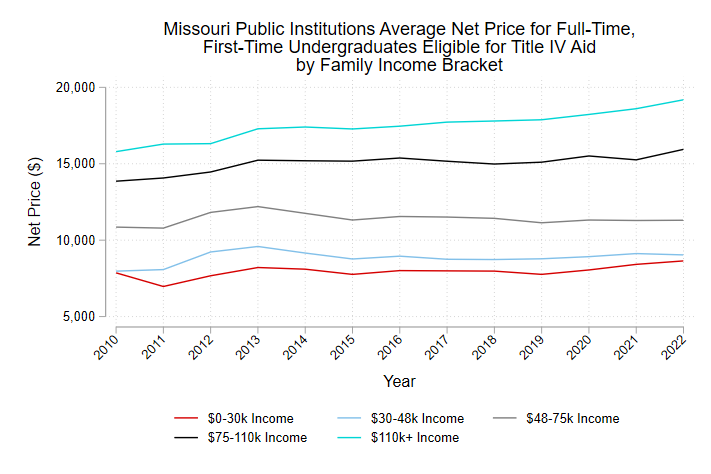 Missouri Public Institutions Average Net Price for Full-Time,
First-Time Undergraduates Eligible for Title IV Aid
by Family Income Bracket
Net Price ($)
20,000
15,000
10,000
5,000
2010 2011 2012 2013 2014 2015 2016 2017 2018 2019 2020 2021 2022
Year
$0-30k Income $30-48k Income $48-75k Income
$75-110k Income $110k+ Income